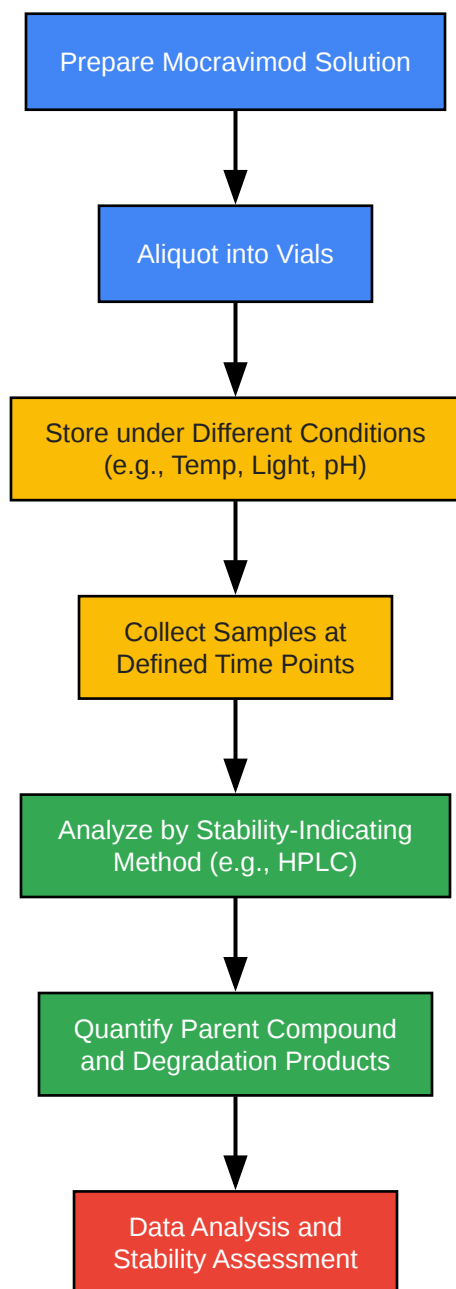 Prepare Mocravimod Solution
Aliquot into Vials
Store under Different Conditions
(e.g., Temp, Light, pH)
Collect Samples at
Defined Time Points
Analyze by Stability-Indicating
Method (e.g., HPLC)
Quantify Parent Compound
and Degradation Products
Data Analysis and
Stability Assessment